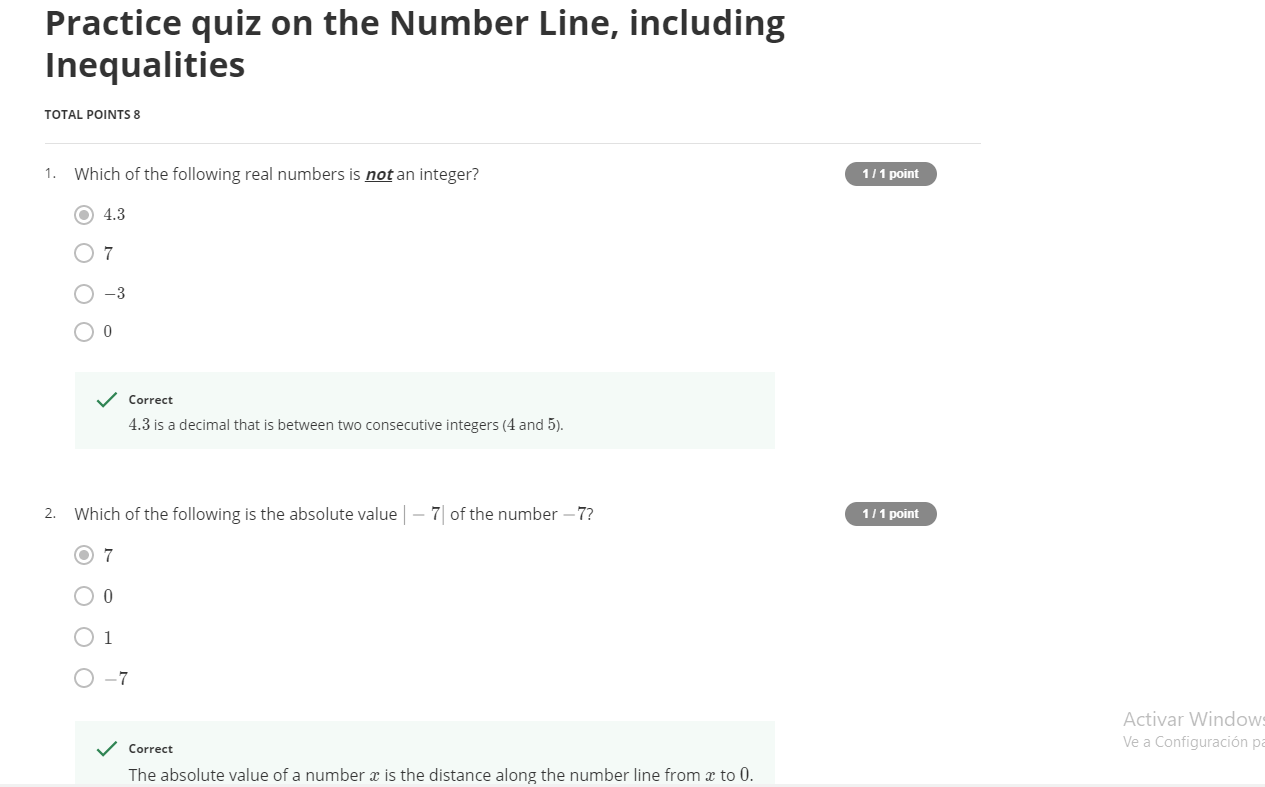 Practice quiz on the Number Line, including
Inequalities
TOTAL POINTS 8
1. Which of the following real numbers is not an integer?
1 / 1 point
4.3
7
−3
0
Correct
4.3 is a decimal that is between two consecutive integers (4 and 5).
2. Which of the following is the absolute value | − 7| of the number −7?
1 / 1 point
7
0
1
−7
Correct
The absolute value of a number x is the distance along the number line from x to 0.
Activar Windows
Ve a Configuración pa